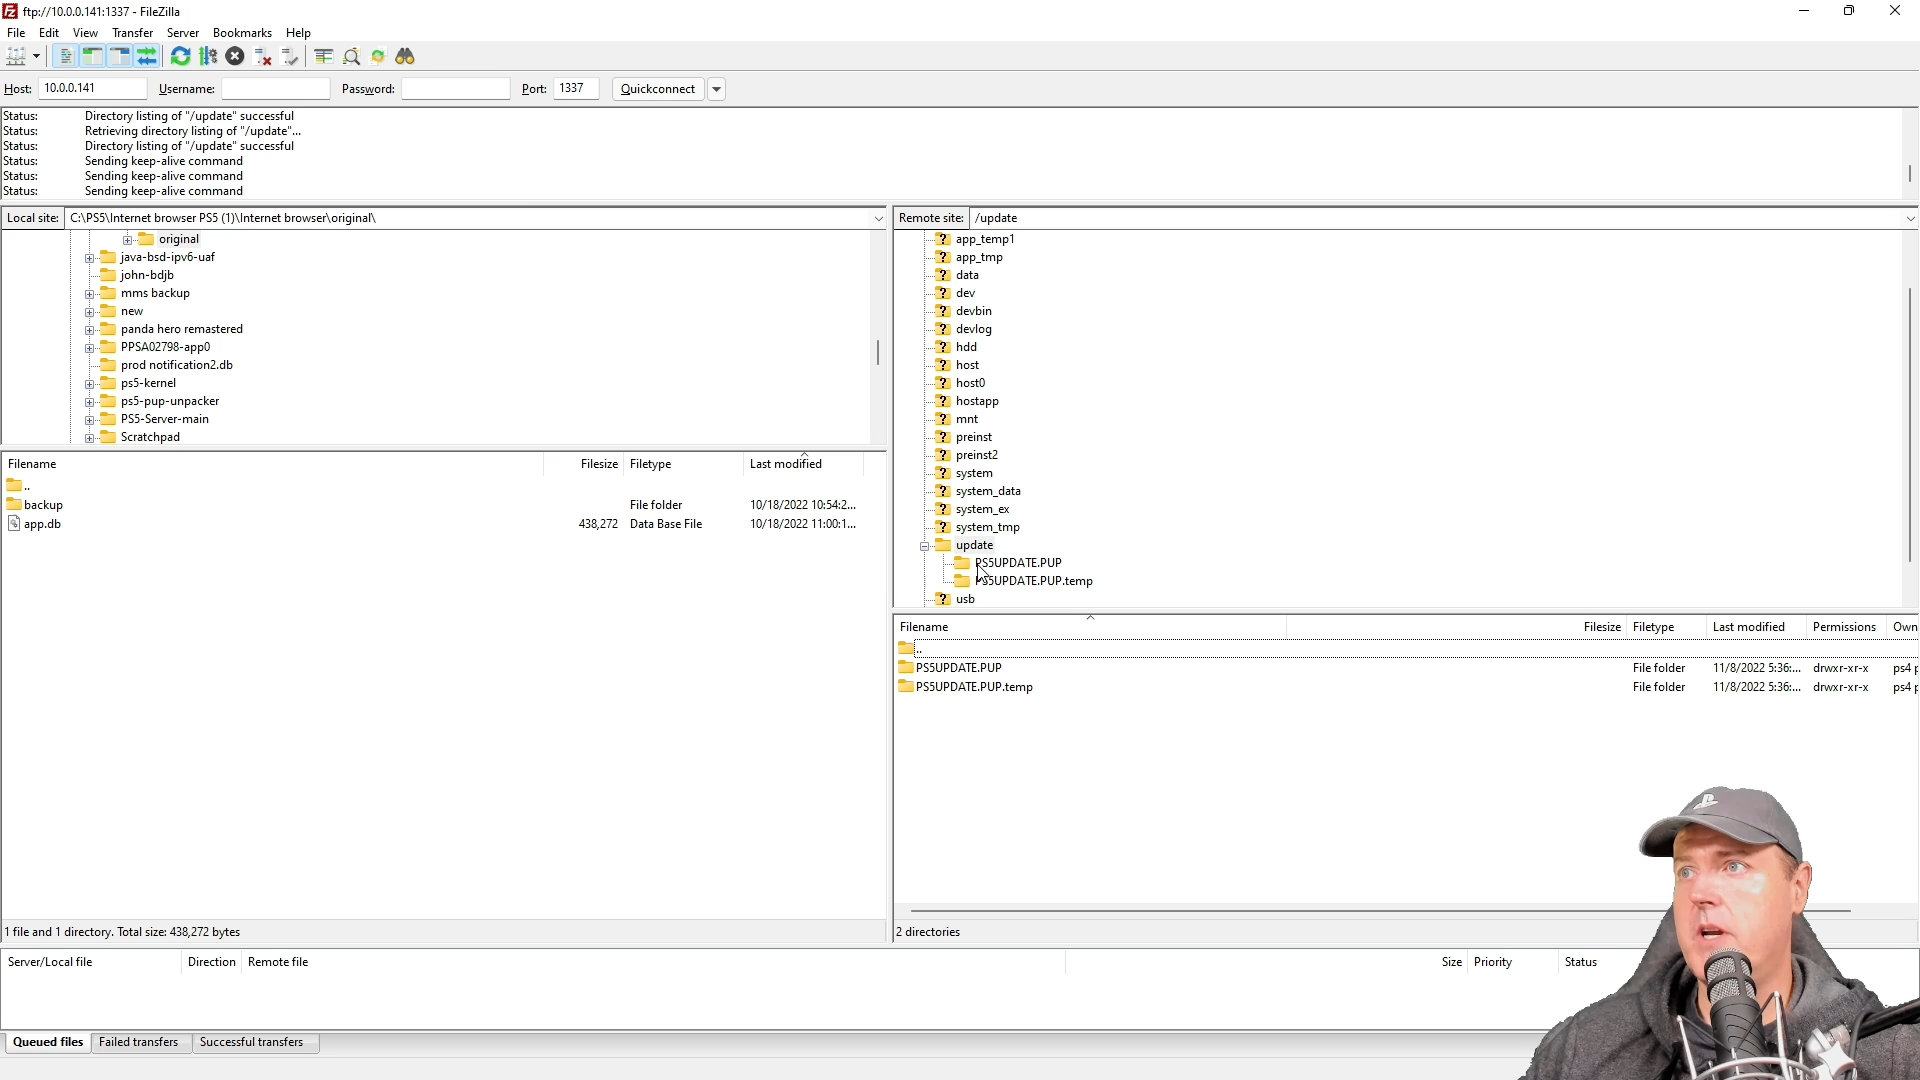 ftp://10.0.0.141:1337 - FileZilla
File Edit View Transfer Server Bookmarks Help
Host: 10.0.0.141 Username: Password: Port: 1337 Quickconnect
Status: Directory listing of "/update" successful
Status: Retrieving directory listing of "/update"...
Status: Directory listing of "/update" successful
Status: Sending keep-alive command
Status: Sending keep-alive command
Status: Sending keep-alive command
Local site: C:\PS5\Internet browser PS5 (1)\Internet browser\original\
original
java-bsd-ipv6-uaf
john-bdjb
mms backup
new
panda hero remastered
PPSA02798-app0
prod notification2.db
ps5-kernel
ps5-pup-unpacker
PS5-Server-main
Scratchpad
Filename Filesize Filetype Last modified
..
backup File folder 10/18/2022 10:54:2...
app.db 438,272 Data Base File 10/18/2022 11:00:1...
1 file and 1 directory. Total size: 438,272 bytes
Remote site: /update
app_temp1
app_tmp
data
dev
devbin
devlog
hdd
host
host0
hostapp
mnt
preinst
preinst2
system
system_data
system_ex
system_tmp
update
PS5UPDATE.PUP
PS5UPDATE.PUP.temp
usb
Filename Filesize Filetype Last modified Permissions Own
..
PS5UPDATE.PUP File folder 11/8/2022 5:36:... drwxr-xr-x ps4 p
PS5UPDATE.PUP.temp File folder 11/8/2022 5:36:... drwxr-xr-x ps4 p
2 directories
Server/Local file Direction Remote file Size Priority Status
Queued files Failed transfers Successful transfers